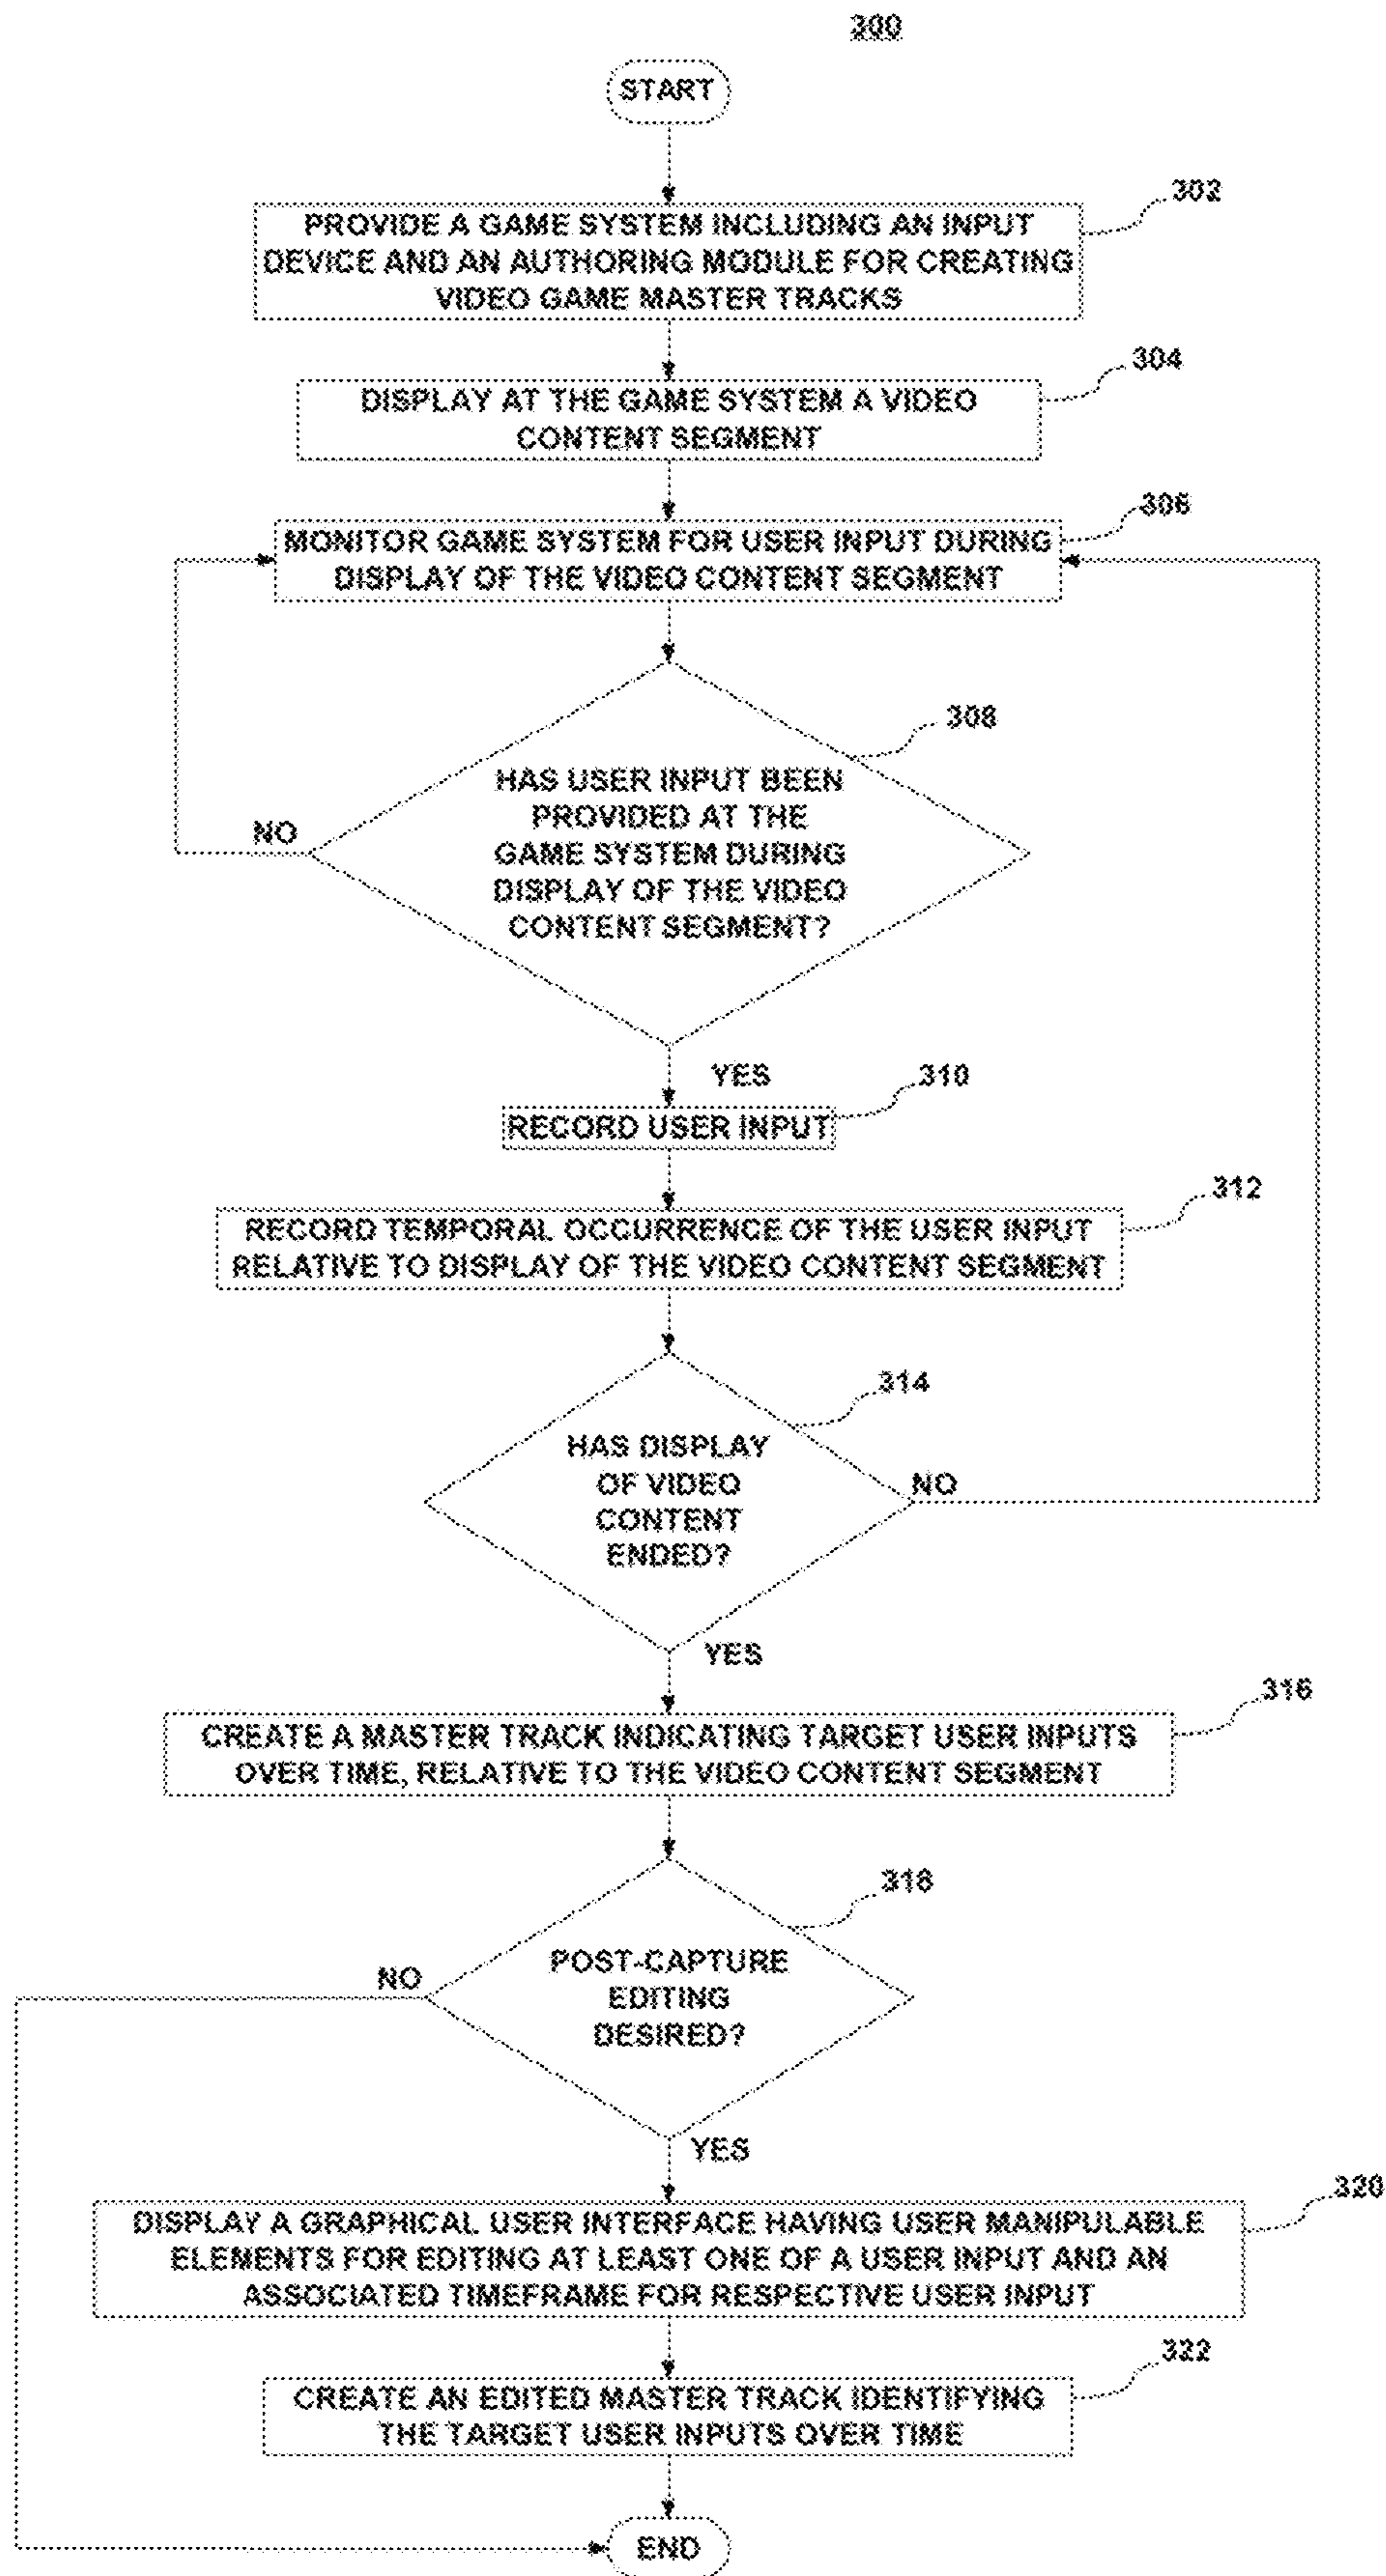 300
START
302
PROVIDE A GAME SYSTEM INCLUDING AN INPUT
DEVICE AND AN AUTHORING MODULE FOR CREATING
VIDEO GAME MASTER TRACKS
304
DISPLAY AT THE GAME SYSTEM A VIDEO
CONTENT SEGMENT
306
MONITOR GAME SYSTEM FOR USER INPUT DURING
DISPLAY OF THE VIDEO CONTENT SEGMENT
308
HAS USER INPUT BEEN
PROVIDED AT THE
GAME SYSTEM DURING
DISPLAY OF THE VIDEO
CONTENT SEGMENT?
NO
YES
310
RECORD USER INPUT
312
RECORD TEMPORAL OCCURRENCE OF THE USER INPUT
RELATIVE TO DISPLAY OF THE VIDEO CONTENT SEGMENT
314
HAS DISPLAY
OF VIDEO
CONTENT
ENDED?
NO
YES
316
CREATE A MASTER TRACK INDICATING TARGET USER INPUTS
OVER TIME, RELATIVE TO THE VIDEO CONTENT SEGMENT
318
POST-CAPTURE
EDITING
DESIRED?
NO
YES
320
DISPLAY A GRAPHICAL USER INTERFACE HAVING USER MANIPULABLE
ELEMENTS FOR EDITING AT LEAST ONE OF A USER INPUT AND AN
ASSOCIATED TIMEFRAME FOR RESPECTIVE USER INPUT
322
CREATE AN EDITED MASTER TRACK IDENTIFYING
THE TARGET USER INPUTS OVER TIME
END